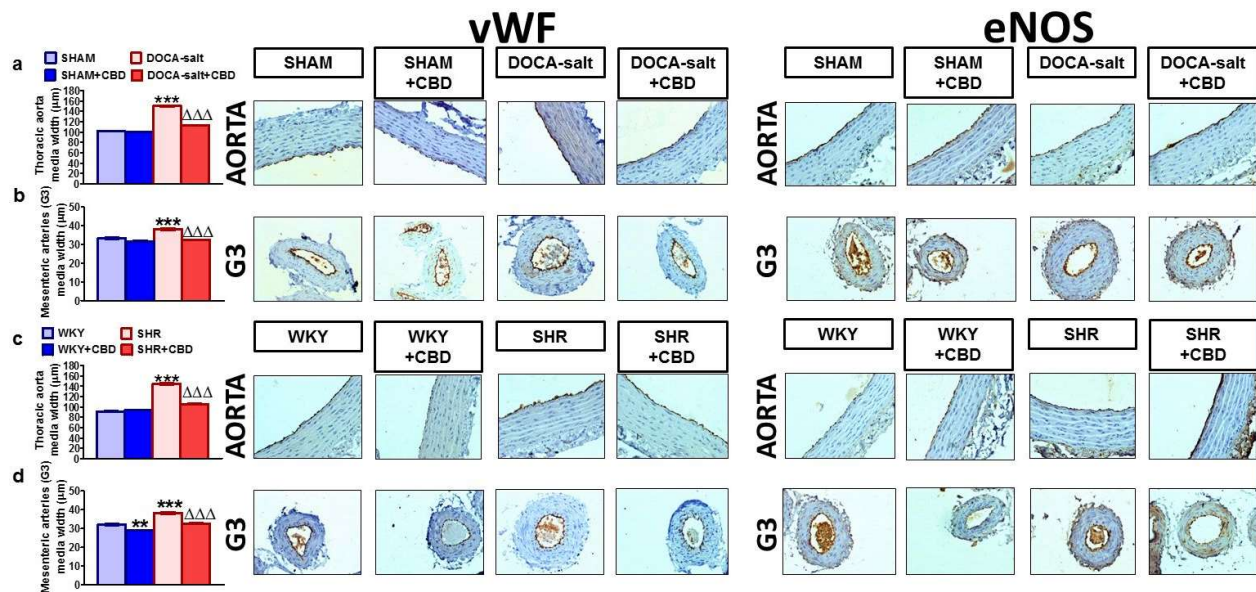 vWF
eNOS
a
SHAM
DOCA-salt
SHAM+CBD
DOCA-salt+CBD
Thoracic aorta
media width (µm)
180
160
140
120
100
80
60
40
20
0
***
ΔΔΔ
AORTA
SHAM
SHAM
+CBD
DOCA-salt
DOCA-salt
+CBD
AORTA
SHAM
SHAM
+CBD
DOCA-salt
DOCA-salt
+CBD
b
Mesenteric arteries (G3)
media width (µm)
50
40
30
20
10
0
***
ΔΔΔ
G3
G3
c
WKY
SHR
WKY+CBD
SHR+CBD
Thoracic aorta
media width (µm)
180
160
140
120
100
80
60
40
20
0
***
ΔΔΔ
AORTA
WKY
WKY
+CBD
SHR
SHR
+CBD
AORTA
WKY
WKY
+CBD
SHR
SHR
+CBD
d
Mesenteric arteries (G3)
media width (µm)
50
40
30
20
10
0
**
***
ΔΔΔ
G3
G3